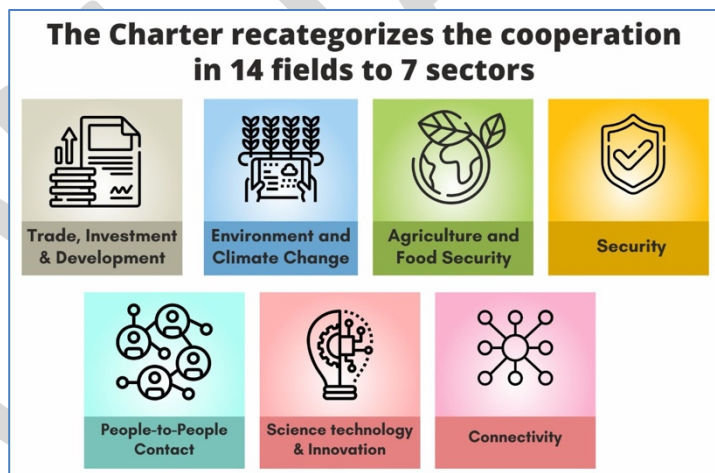 The Charter recategorizes the cooperation
in 14 fields to 7 sectors
Trade, Investment
& Development
Environment and
Climate Change
Agriculture and
Food Security
Security
People-to-People
Contact
Science technology
& Innovation
Connectivity